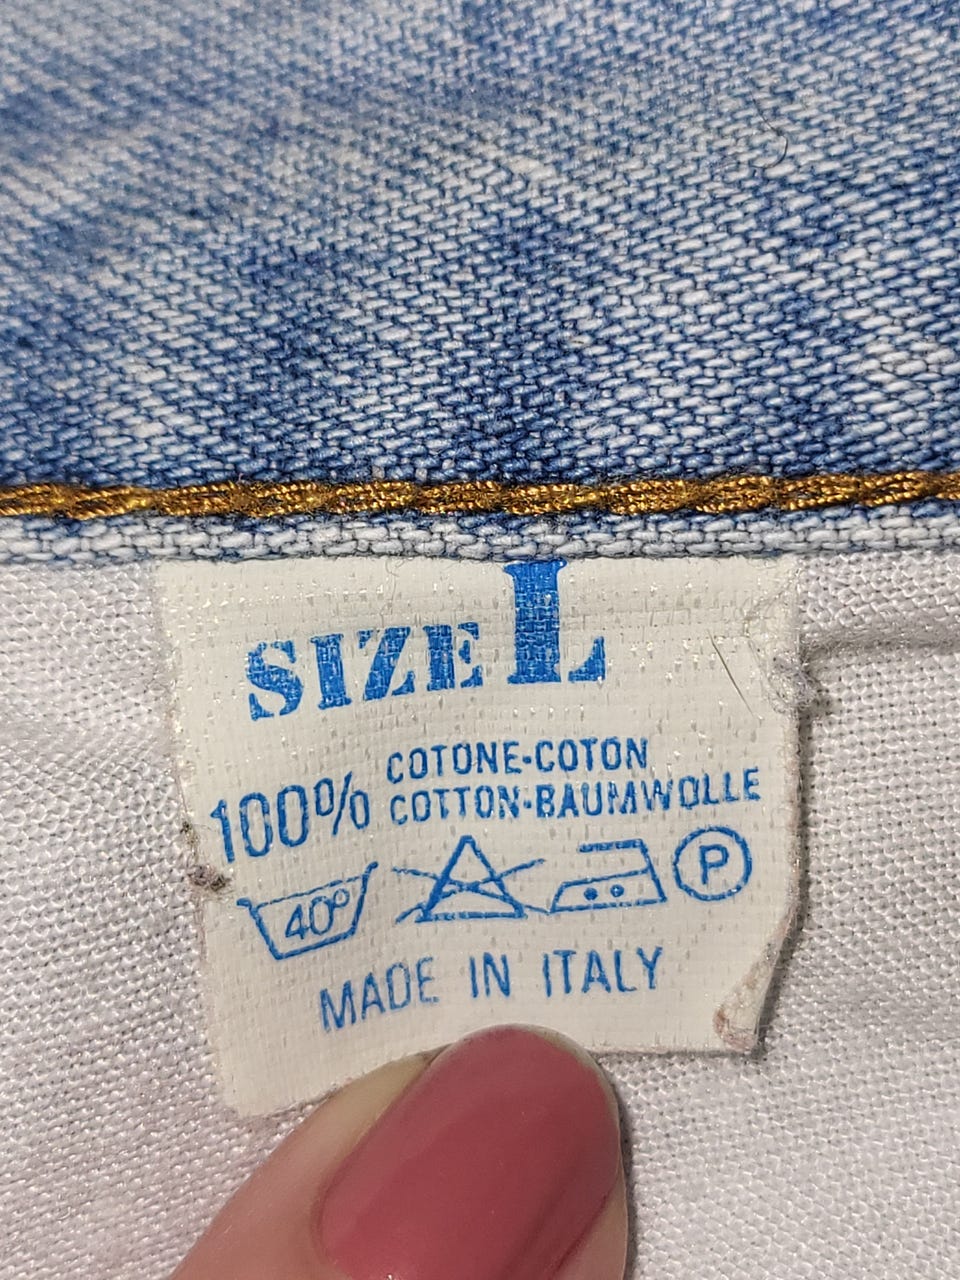 SIZE L
100% COTONE-COTON
COTTON-BAUMWOLLE
40°
P
MADE IN ITALY